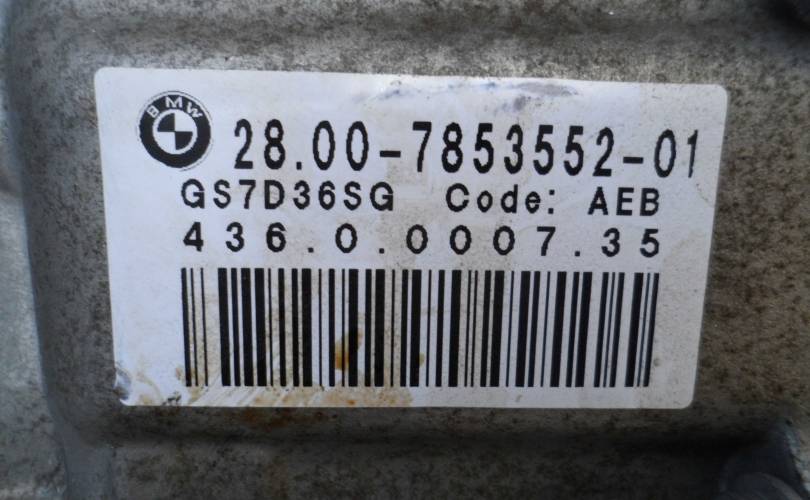 BMW
28.00-7853552-01
GS7D36SG Code: AEB
436.0.0007.35